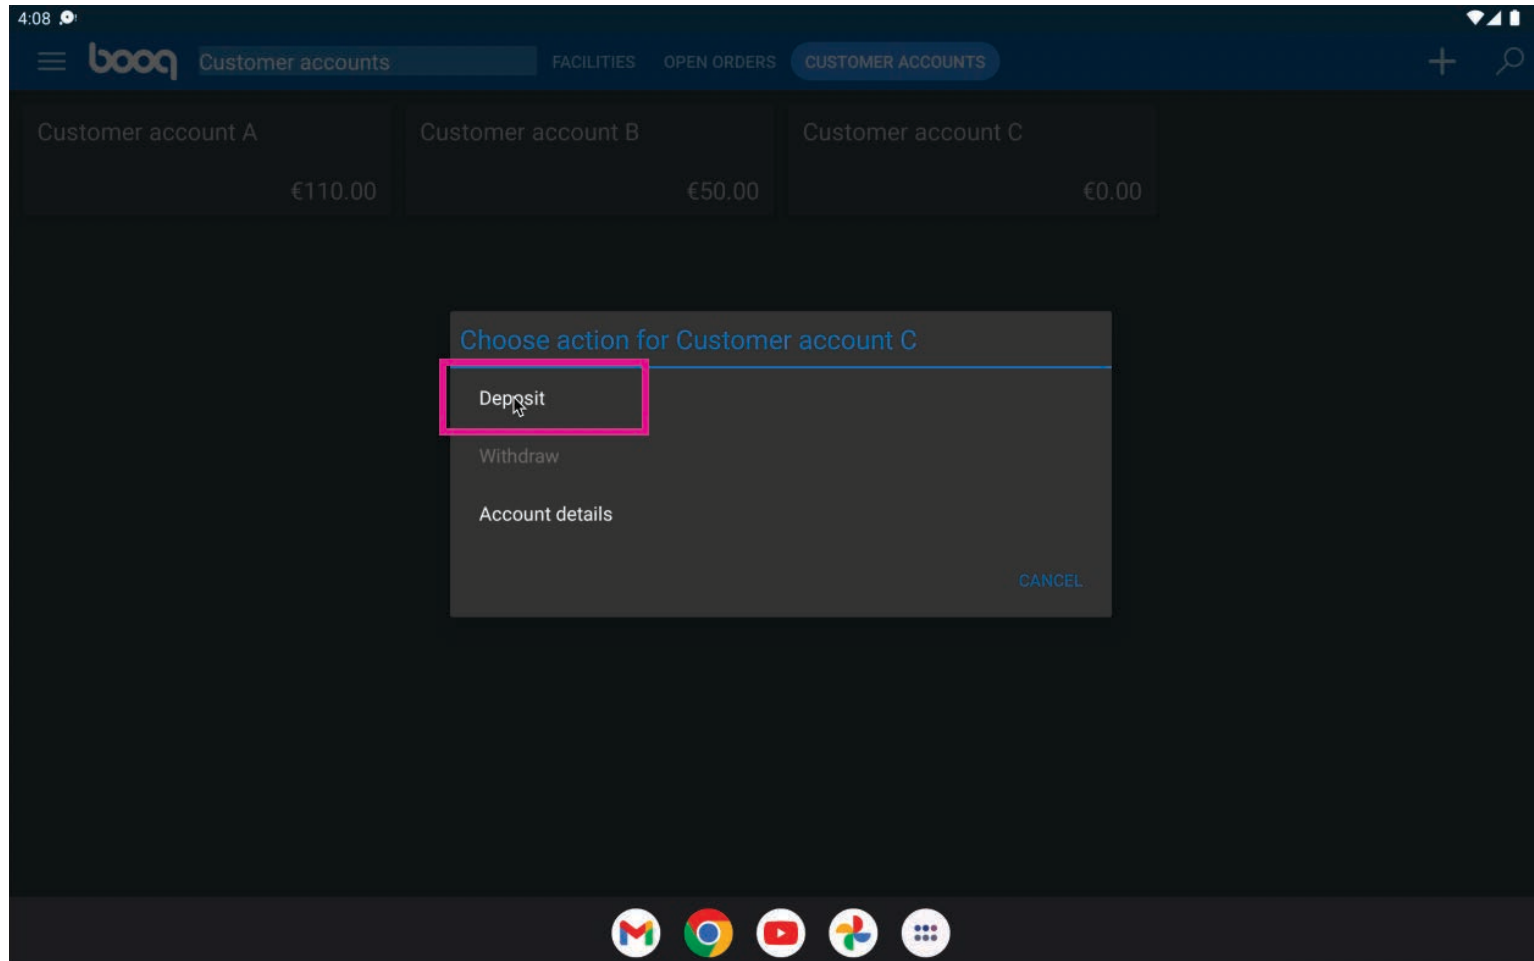 4:08
booq Customer accounts FACILITIES OPEN ORDERS CUSTOMER ACCOUNTS
Customer account A Customer account B Customer account C
€110.00 €50.00 €0.00
Choose action for Customer account C
Deposit
Withdraw
Account details
CANCEL